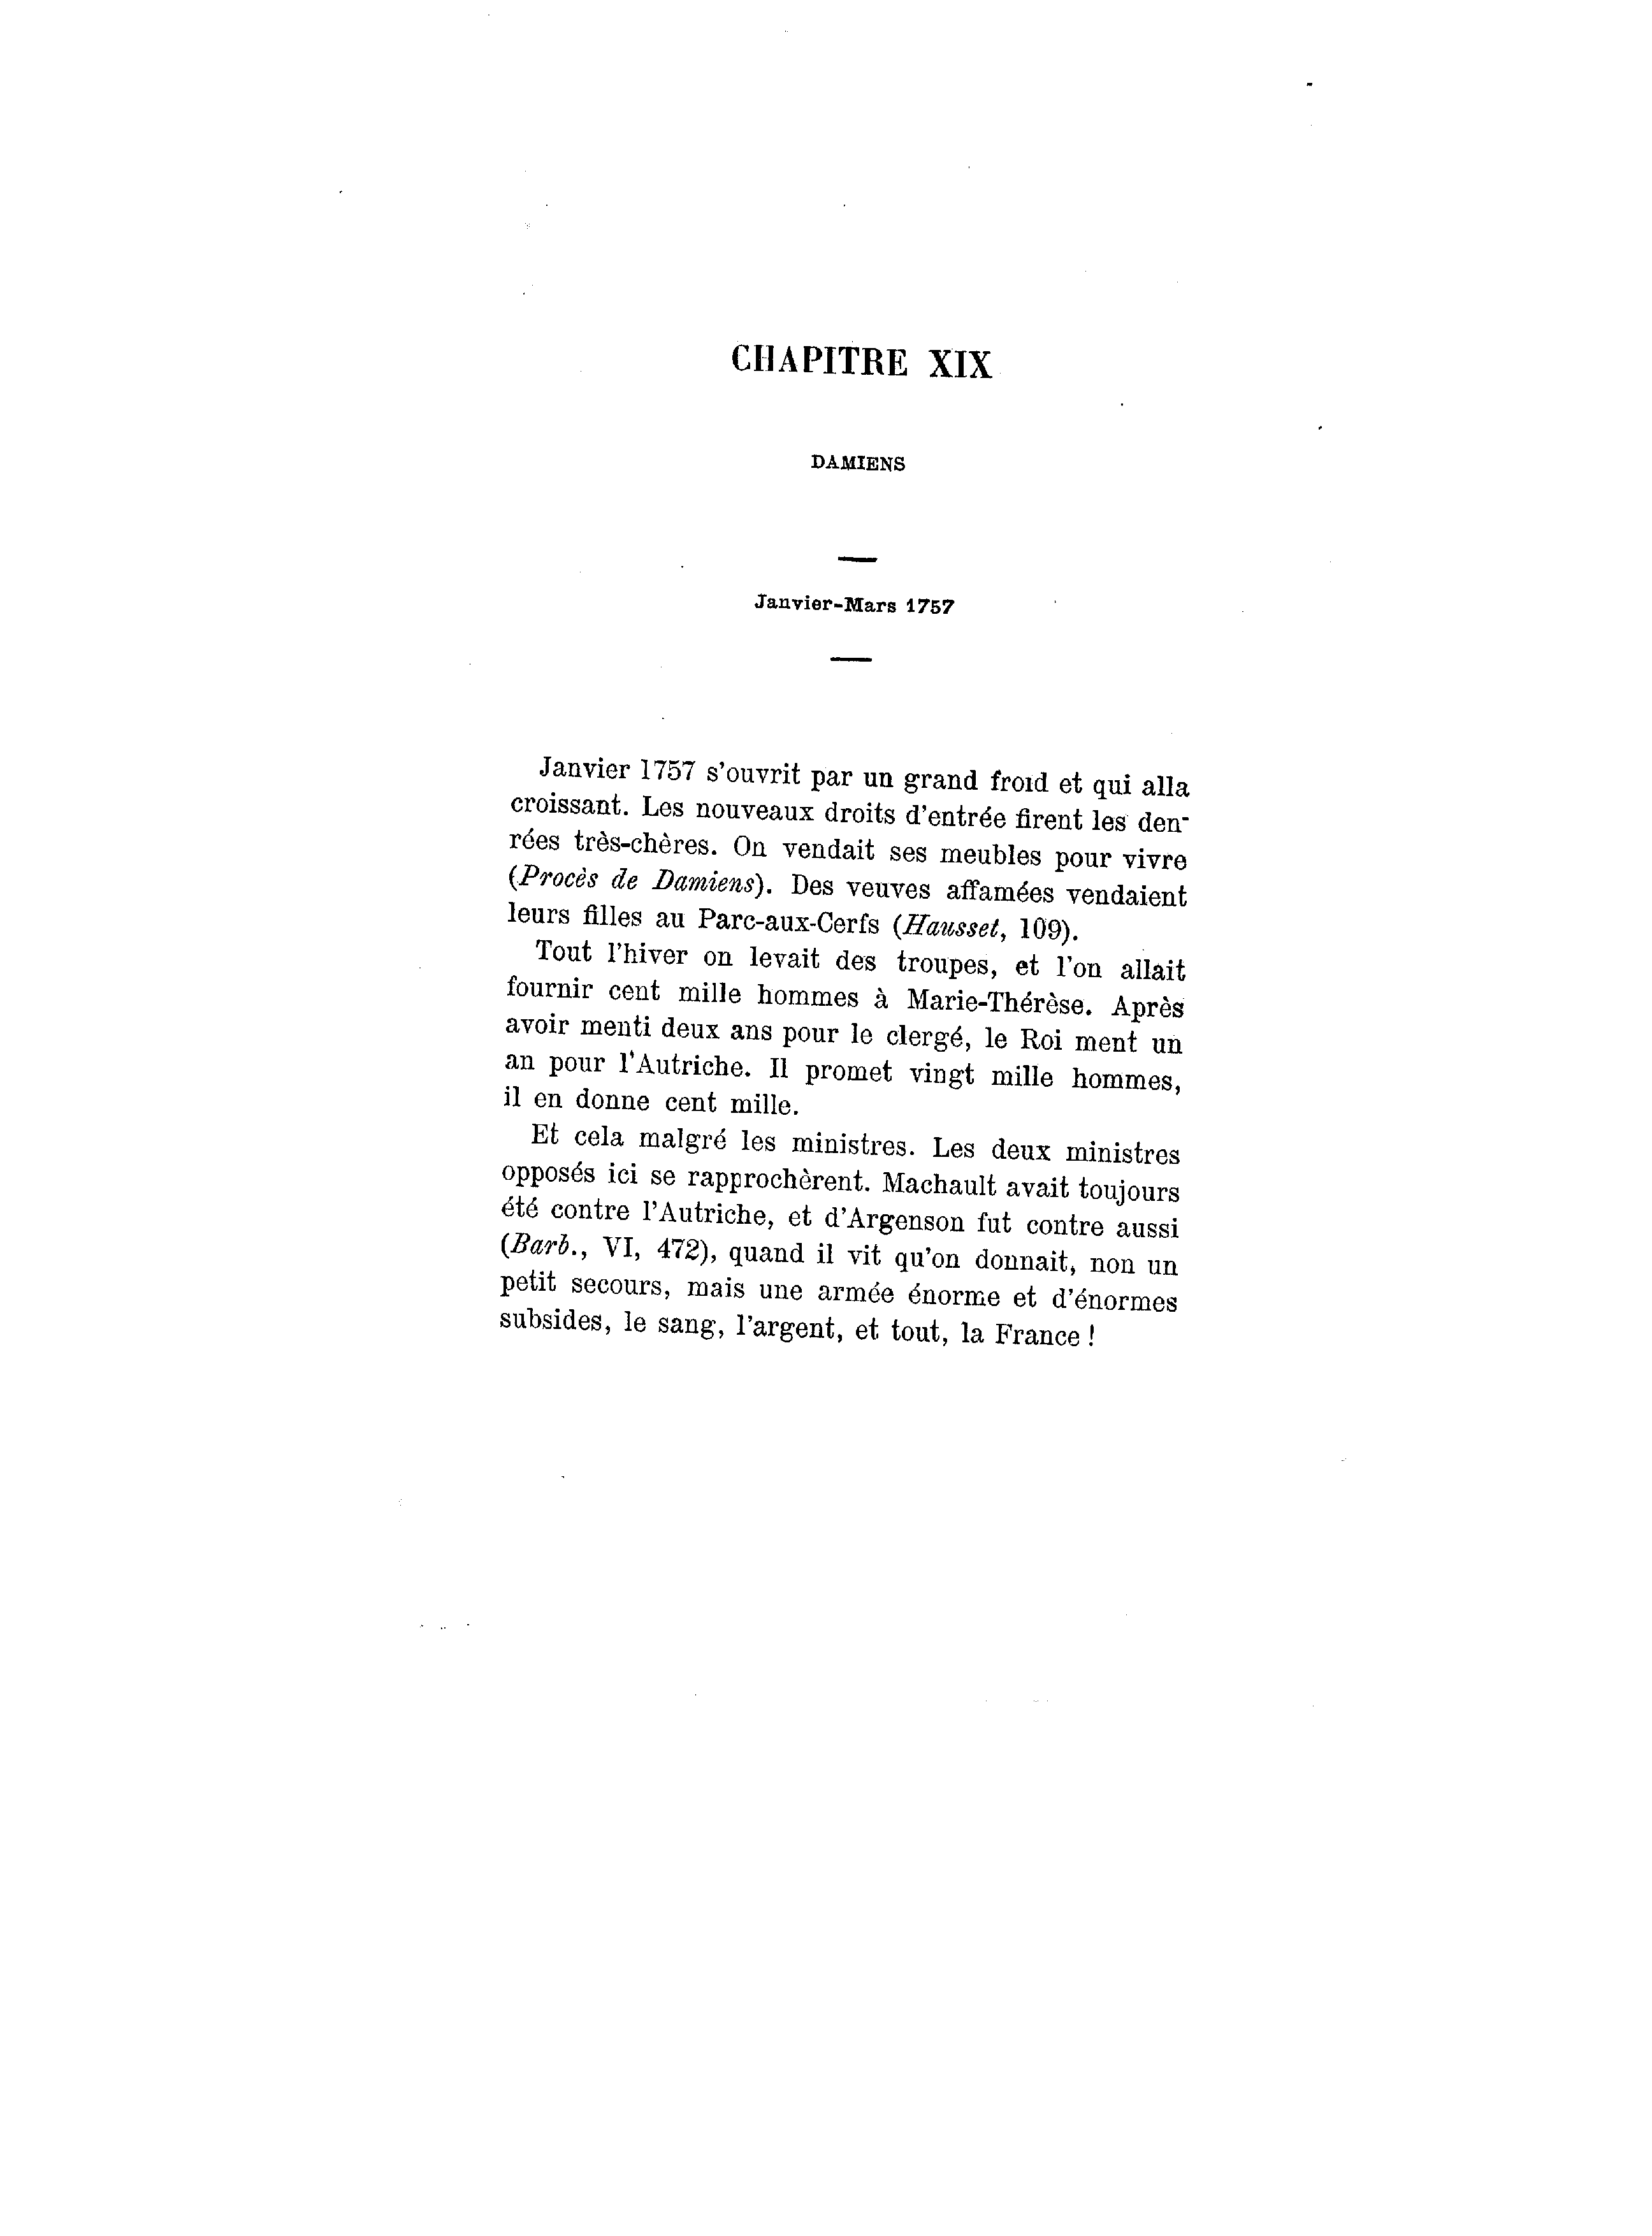 CHAPITRE XIX
DAMIENS
Janvier-Mars 1757
Janvier 1757 s'ouvrit par un grand froid et qui alla
croissant. Les nouveaux droits d'entrée firent les den-
rées très-chères. On vendait ses meubles pour vivre
(Procès de Damiens). Des veuves affamées vendaient
leurs filles au Parc-aux-Cerfs (Hausset, 109).
Tout l'hiver on levait des troupes, et l'on allait
fournir cent mille hommes à Marie-Thérèse. Après
avoir menti deux ans pour le clergé, le Roi ment un
an pour l'Autriche. Il promet vingt mille hommes,
il en donne cent mille.
Et cela malgré les ministres. Les deux ministres
opposés ici se rapprochèrent. Machault avait toujours
été contre l'Autriche, et d'Argenson fut contre aussi
(Barb., VI, 472), quand il vit qu'on donnait, non un
petit secours, mais une armée énorme et d'énormes
subsides, le sang, l'argent, et tout, la France !